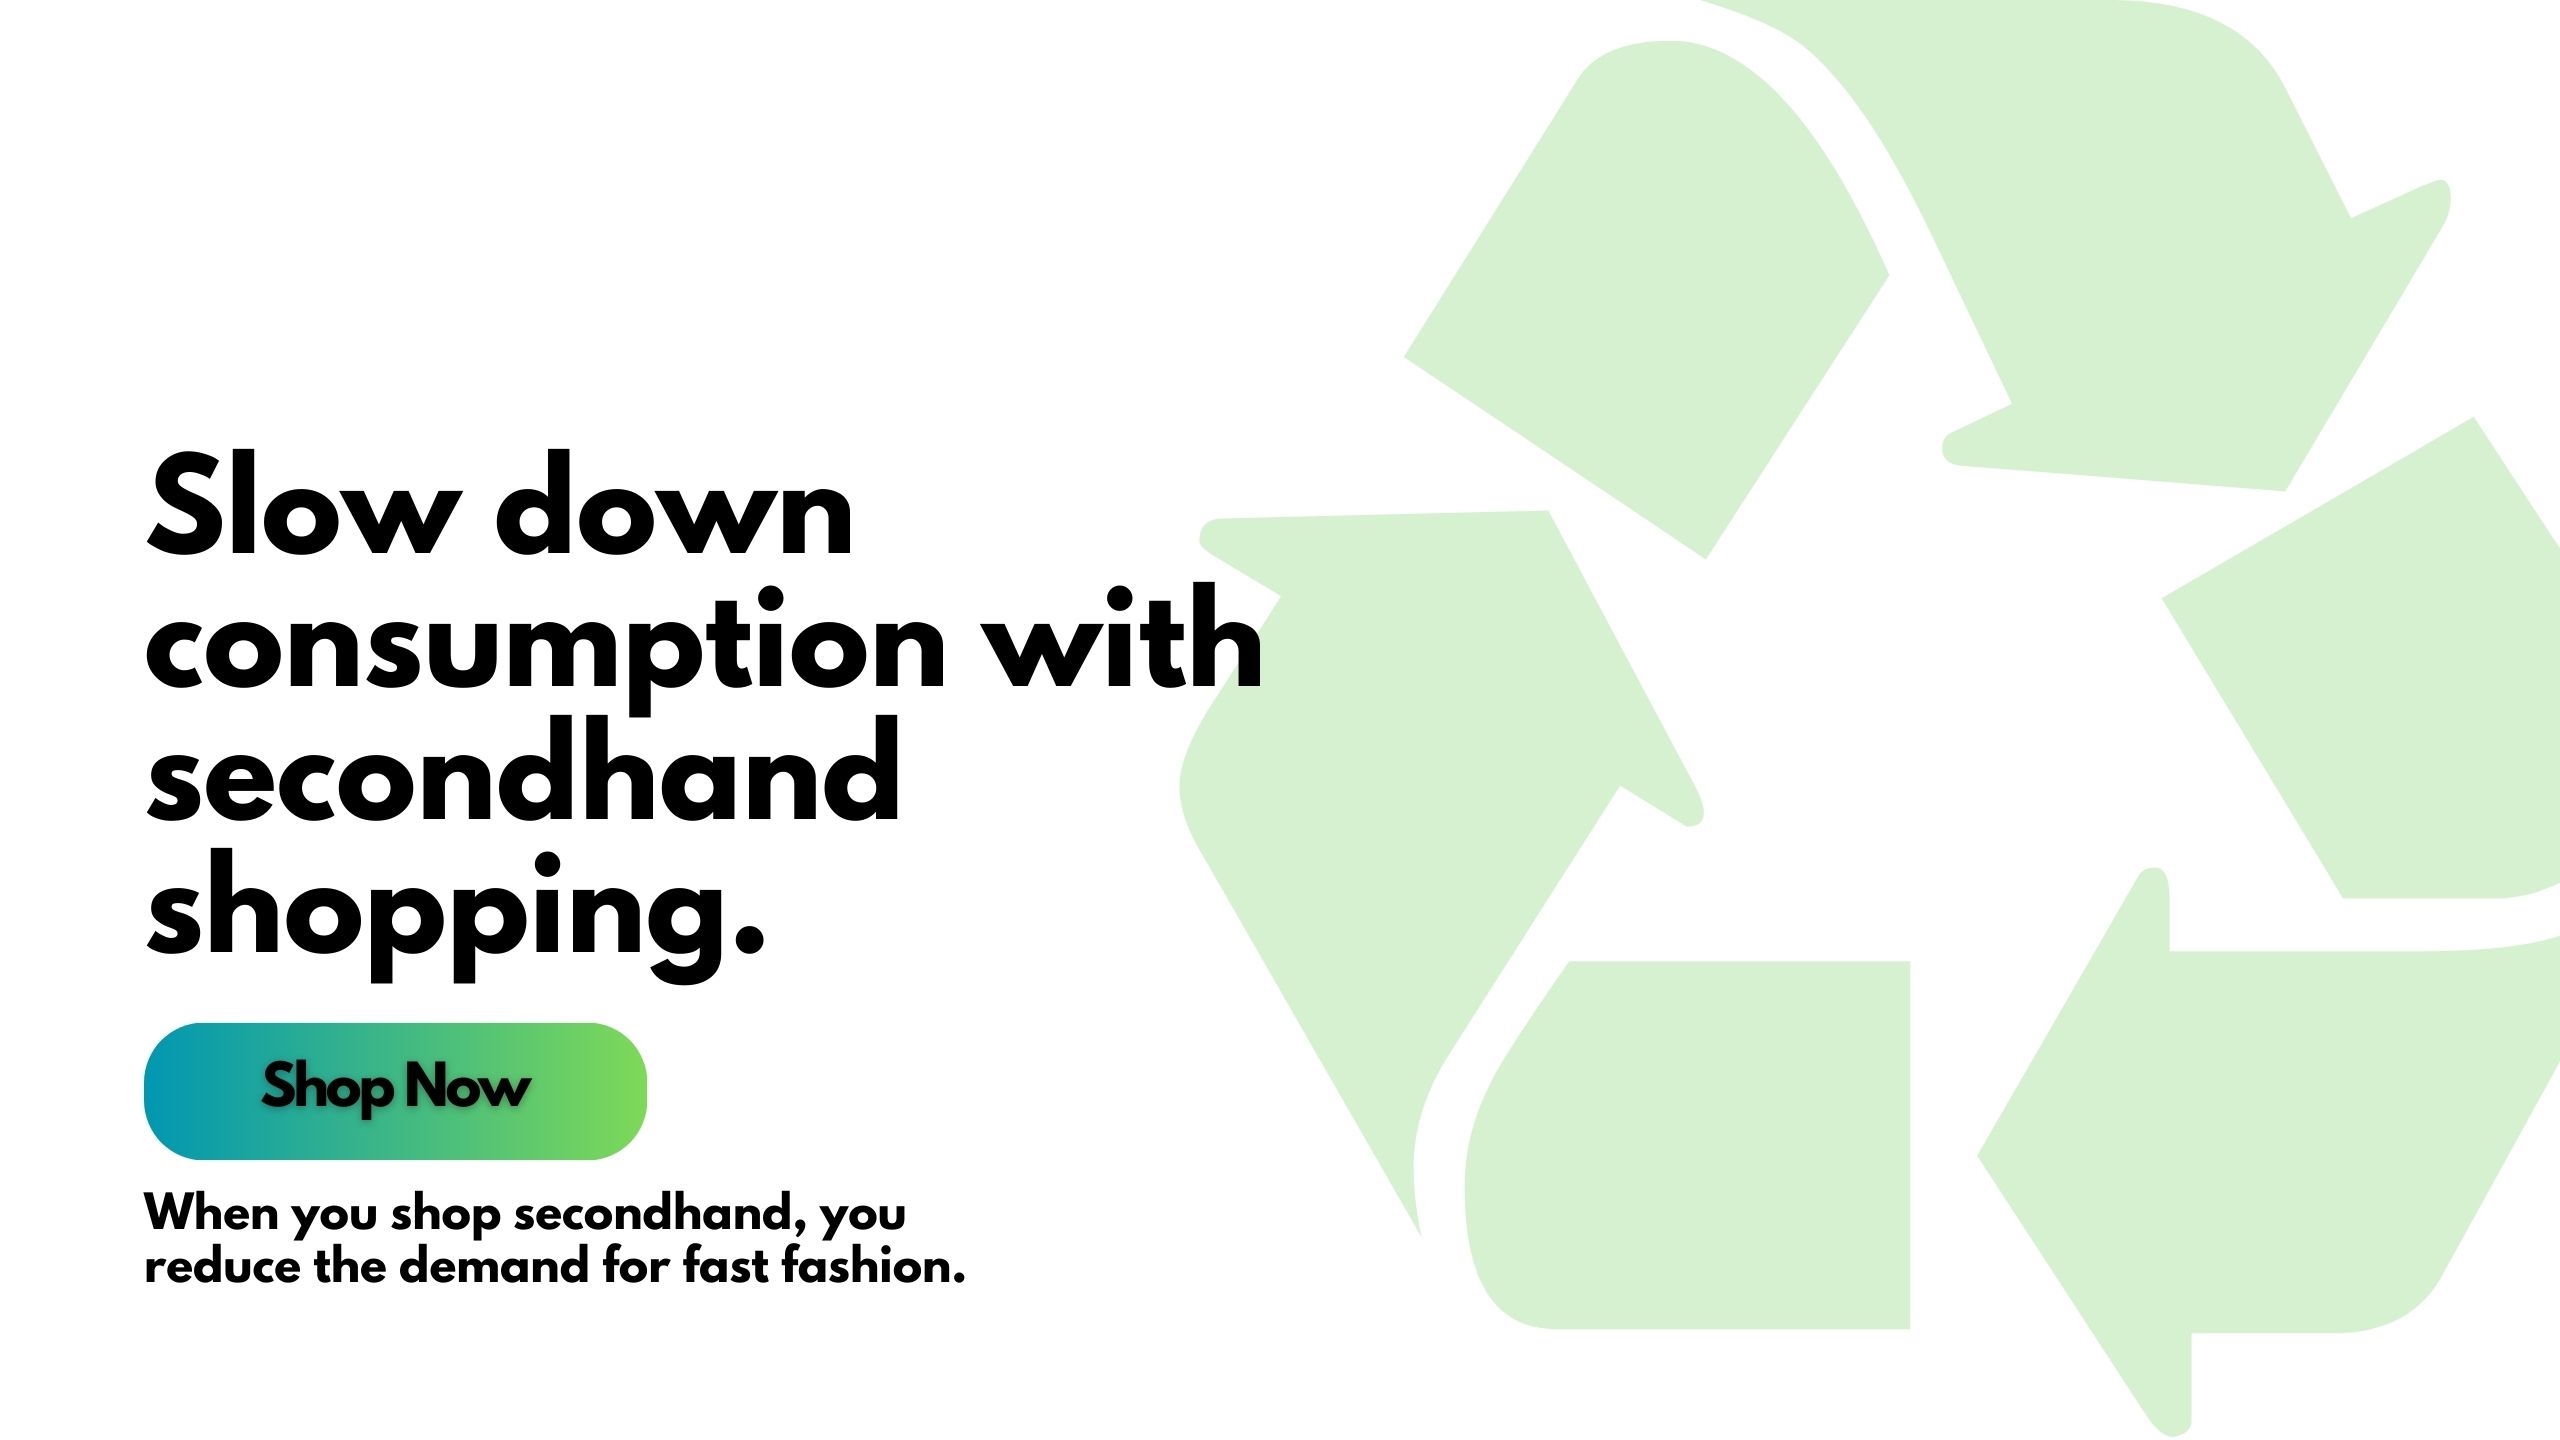 Slow down
consumption with
secondhand
shopping.
Shop Now
When you shop secondhand, you
reduce the demand for fast fashion.